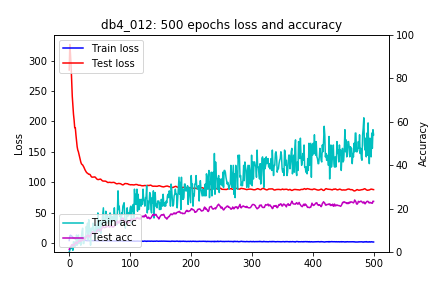 db4_012: 500 epochs loss and accuracy
Train loss
Test loss
Train acc
Test acc
Loss
Accuracy
300
250
200
150
100
50
0
100
80
60
40
20
0
0
100
200
300
400
500